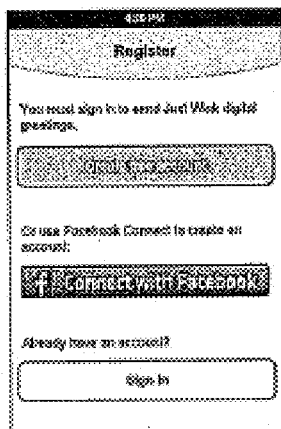 4:54 PM
Register
You must sign in to send Just Wink digital
greetings.
Or use Facebook Connect to create an
account:
f Connect with Facebook
Already have an account?
Sign In